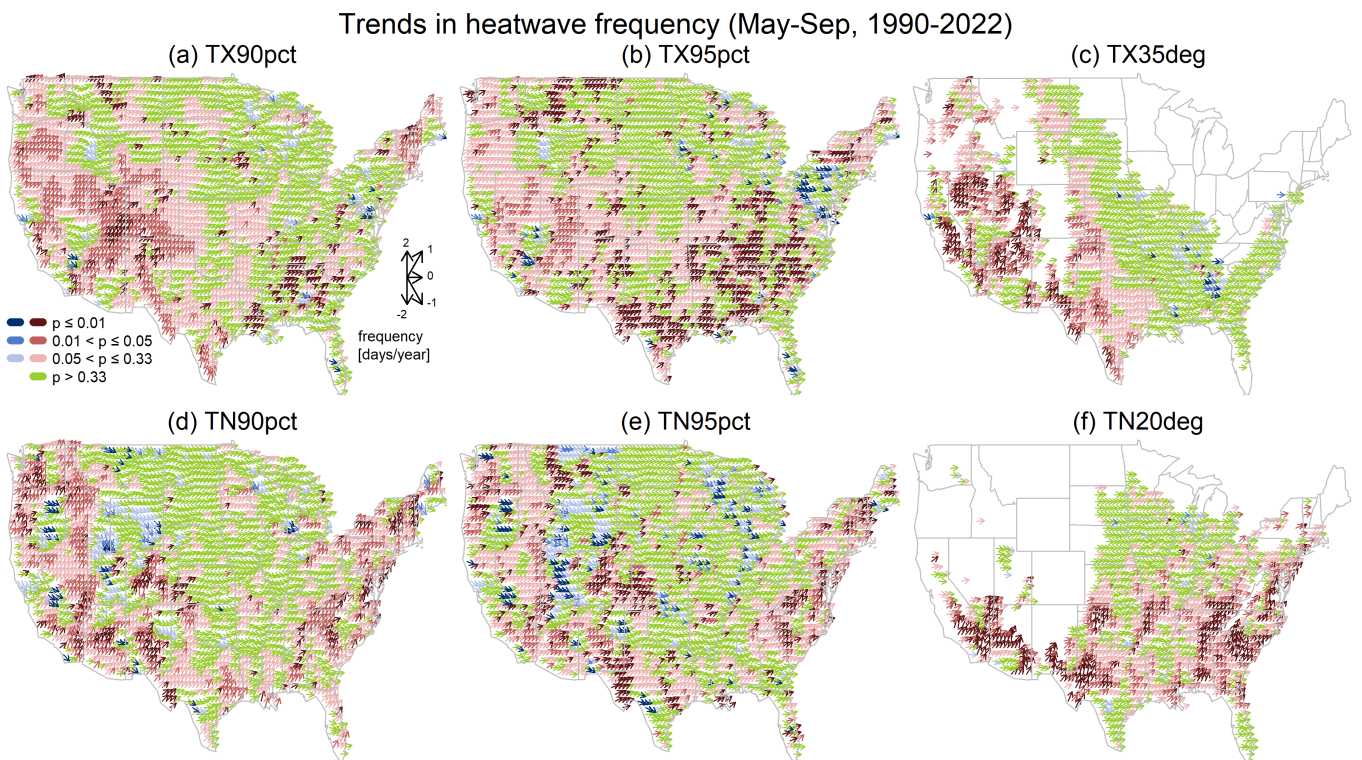 Trends in heatwave frequency (May-Sep, 1990-2022)
(a) TX90pct
(b) TX95pct
(c) TX35deg
2
1
0
-1
-2
frequency
[days/year]
p ≤ 0.01
0.01 < p ≤ 0.05
0.05 < p ≤ 0.33
p > 0.33
(d) TN90pct
(e) TN95pct
(f) TN20deg